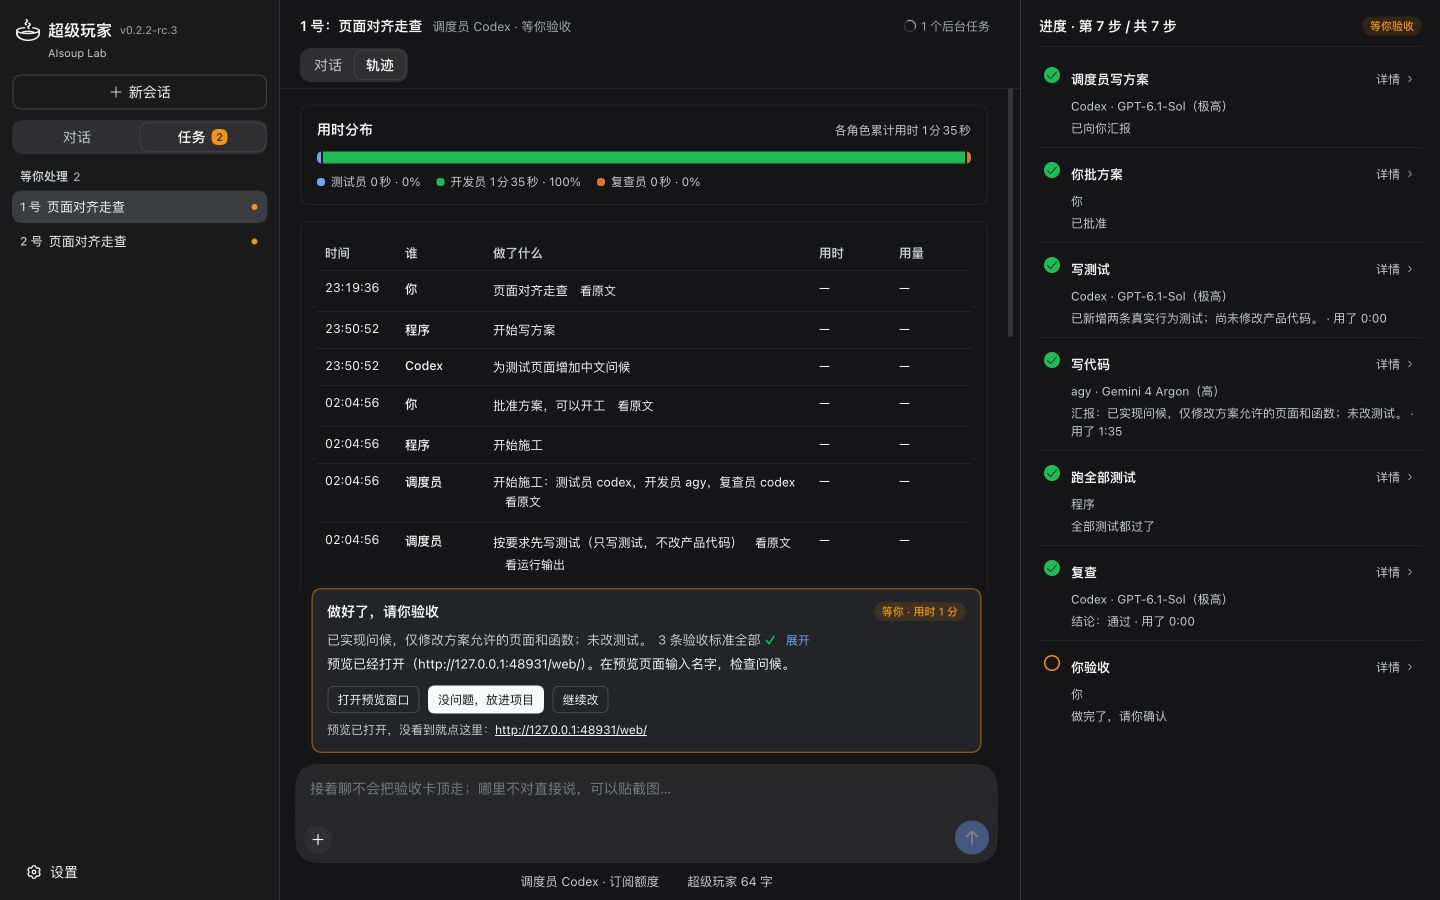 超级玩家 v0.2.2-rc.3
AIsoup Lab
新会话
对话 任务 2
等你处理 2
1 号 页面对齐走查
2 号 页面对齐走查
设置
1 号：页面对齐走查 调度员 Codex · 等你验收 1 个后台任务
对话 轨迹
用时分布 各角色累计用时 1分35秒
测试员 0秒 · 0% 开发员 1分35秒 · 100% 复查员 0秒 · 0%
时间 谁 做了什么 用时 用量
23:19:36 你 页面对齐走查 看原文 — —
23:50:52 程序 开始写方案 — —
23:50:52 Codex 为测试页面增加中文问候 — —
02:04:56 你 批准方案，可以开工 看原文 — —
02:04:56 程序 开始施工 — —
02:04:56 调度员 开始施工：测试员 codex，开发员 agy，复查员 codex — —
看原文
02:04:56 调度员 按要求先写测试（只写测试，不改产品代码） 看原文 — —
看运行输出
做好了，请你验收 等你 · 用时 1 分
已实现问候，仅修改方案允许的页面和函数；未改测试。 3 条验收标准全部 ✓ 展开
预览已经打开（http://127.0.0.1:48931/web/）。在预览页面输入名字，检查问候。
打开预览窗口 没问题，放进项目 继续改
预览已打开，没看到就点这里：http://127.0.0.1:48931/web/
接着聊不会把验收卡顶走；哪里不对直接说，可以贴截图...
调度员 Codex · 订阅额度 超级玩家 64 字
进度 · 第 7 步 / 共 7 步 等你验收
调度员写方案 详情
Codex · GPT-6.1-Sol（极高）
已向你汇报
你批方案 详情
你
已批准
写测试 详情
Codex · GPT-6.1-Sol（极高）
已新增两条真实行为测试；尚未修改产品代码。 · 用了 0:00
写代码 详情
agy · Gemini 4 Argon（高）
汇报：已实现问候，仅修改方案允许的页面和函数；未改测试。 ·
用了 1:35
跑全部测试 详情
程序
全部测试都过了
复查 详情
Codex · GPT-6.1-Sol（极高）
结论：通过 · 用了 0:00
你验收 详情
你
做完了，请你确认